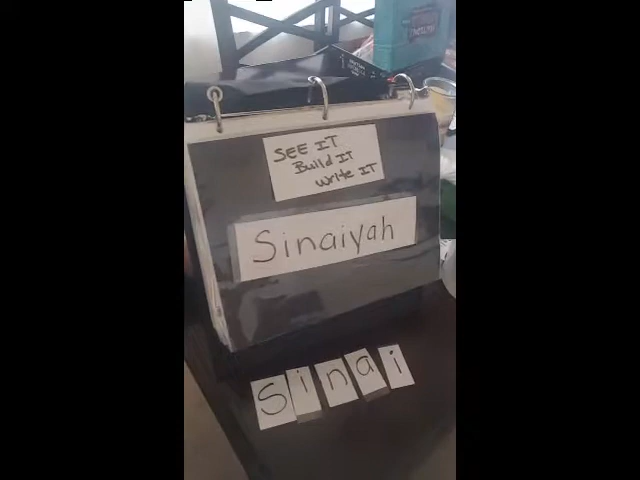 SEE IT
Build IT
Write IT
Sinaiyah
S i n a i